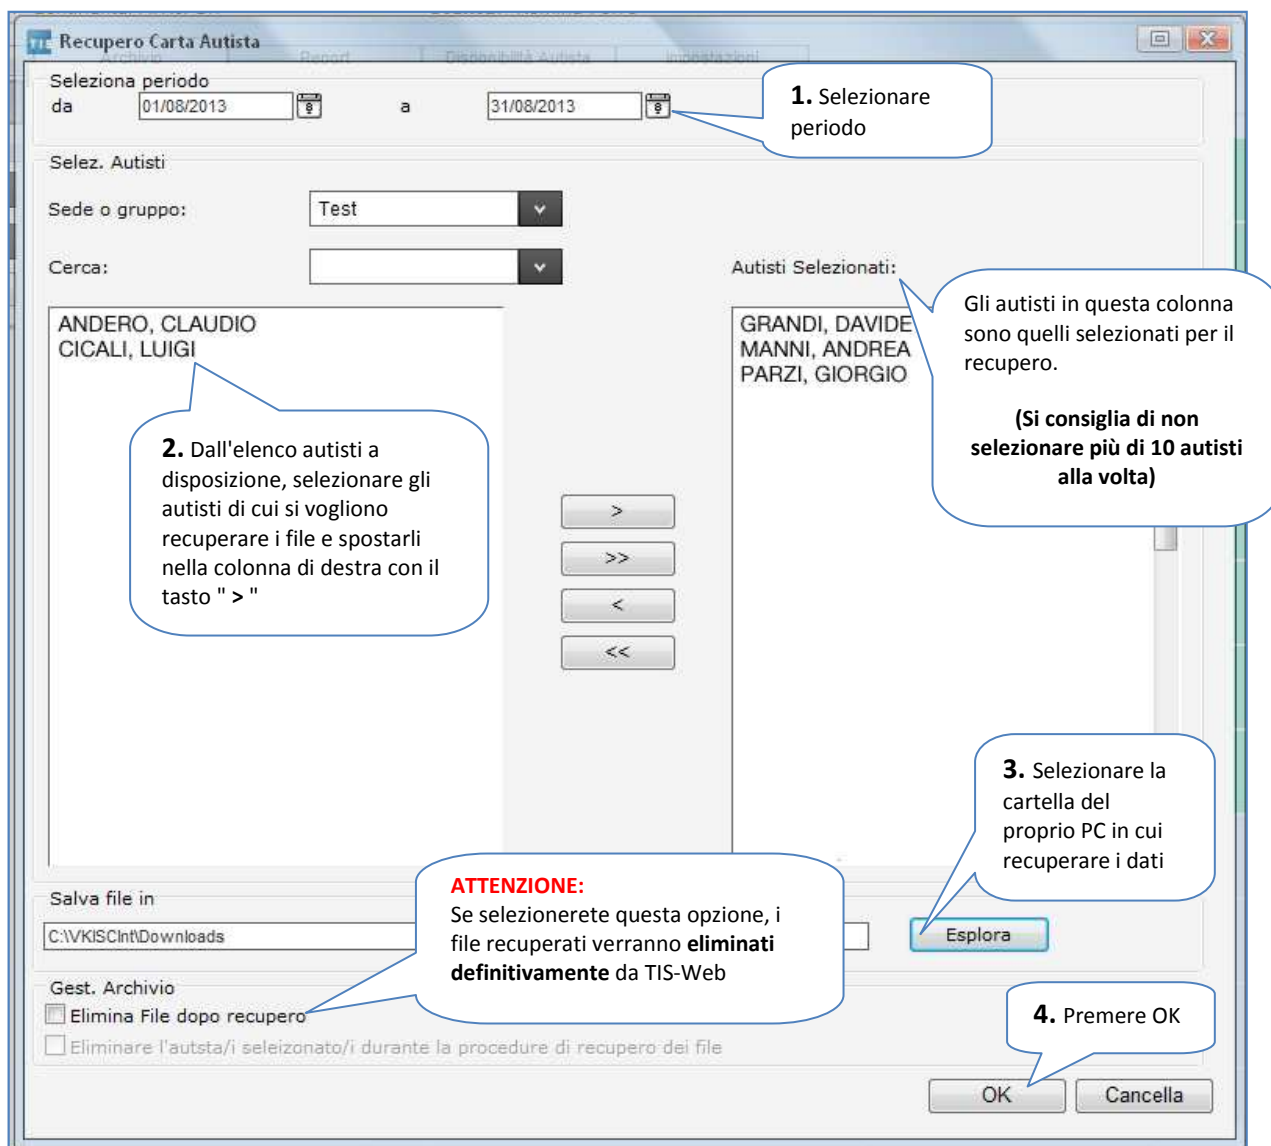 Recupero Carta Autista
Archivio Report Disponibilità Autista Impostazioni
Seleziona periodo
da 01/08/2013 a 31/08/2013
1. Selezionare
periodo
Selez. Autisti
Sede o gruppo: Test
Cerca:
Autisti Selezionati:
ANDERO, CLAUDIO
CICALI, LUIGI
GRANDI, DAVIDE
MANNI, ANDREA
PARZI, GIORGIO
Gli autisti in questa colonna
sono quelli selezionati per il
recupero.
(Si consiglia di non
selezionare più di 10 autisti
alla volta)
2. Dall'elenco autisti a
disposizione, selezionare gli
autisti di cui si vogliono
recuperare i file e spostarli
nella colonna di destra con il
tasto " > "
>
>>
<
<<
3. Selezionare la
cartella del
proprio PC in cui
recuperare i dati
ATTENZIONE:
Se selezionerete questa opzione, i
file recuperati verranno eliminati
definitivamente da TIS-Web
Salva file in
C:\VKISCInt\Downloads
Esplora
Gest. Archivio
Elimina File dopo recupero
Eliminare l'autsta/i seleizonato/i durante la procedure di recupero dei file
4. Premere OK
OK Cancella